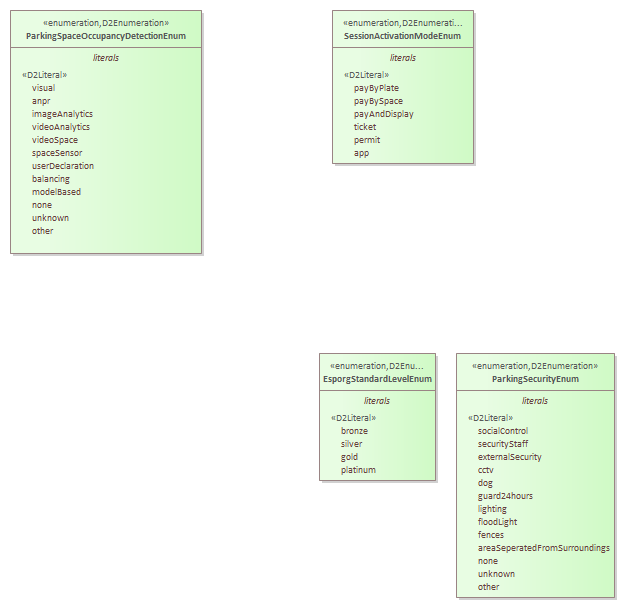 «enumeration,D2Enumeration»
ParkingSpaceOccupancyDetectionEnum
literals
«D2Literal»
visual
anpr
imageAnalytics
videoAnalytics
videoSpace
spaceSensor
userDeclaration
balancing
modelBased
none
unknown
other
«enumeration,D2Enumerati...
SessionActivationModeEnum
literals
«D2Literal»
payByPlate
payBySpace
payAndDisplay
ticket
permit
app
«enumeration,D2Enu...
EsporgStandardLevelEnum
literals
«D2Literal»
bronze
silver
gold
platinum
«enumeration,D2Enumeration»
ParkingSecurityEnum
literals
«D2Literal»
socialControl
securityStaff
externalSecurity
cctv
dog
guard24hours
lighting
floodLight
fences
areaSeperatedFromSurroundings
none
unknown
other